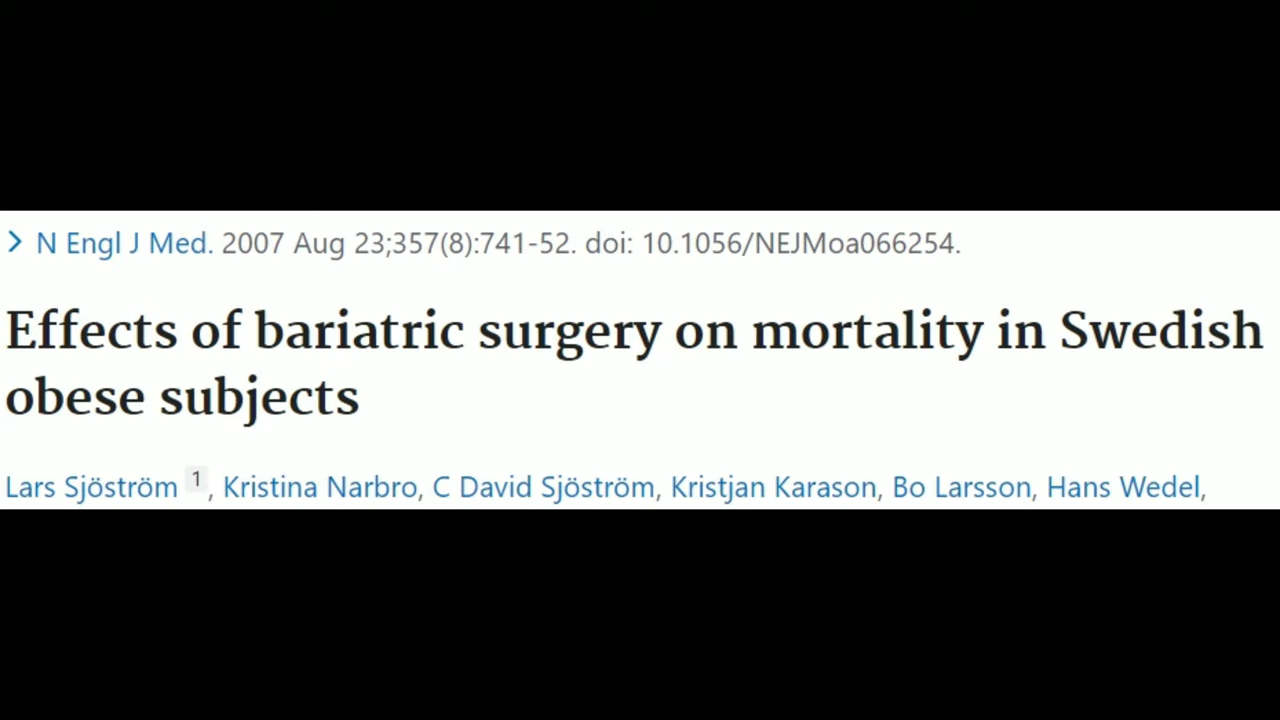 > N Engl J Med. 2007 Aug 23;357(8):741-52. doi: 10.1056/NEJMoa066254.
Effects of bariatric surgery on mortality in Swedish
obese subjects
Lars Sjöström 1, Kristina Narbro, C David Sjöström, Kristjan Karason, Bo Larsson, Hans Wedel,